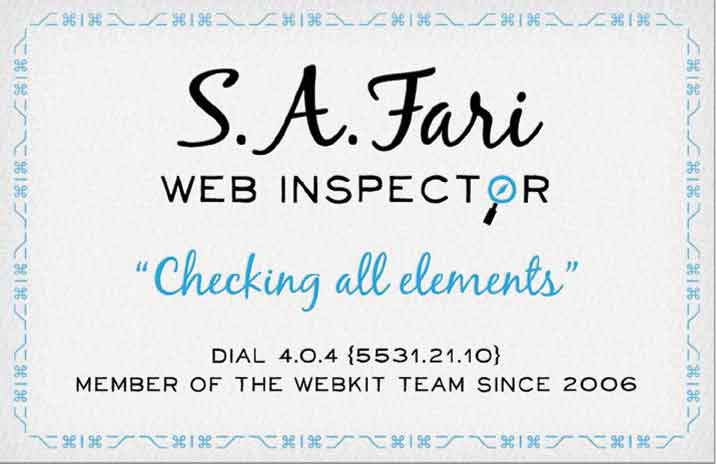 S. A. Fari
WEB INSPECTOR
“Checking all elements”
DIAL 4.0.4 {5531.21.10}
MEMBER OF THE WEBKIT TEAM SINCE 2006